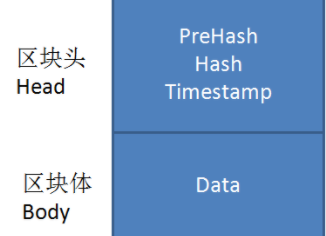 区块头
Head
PreHash
Hash
Timestamp
区块体
Body
Data